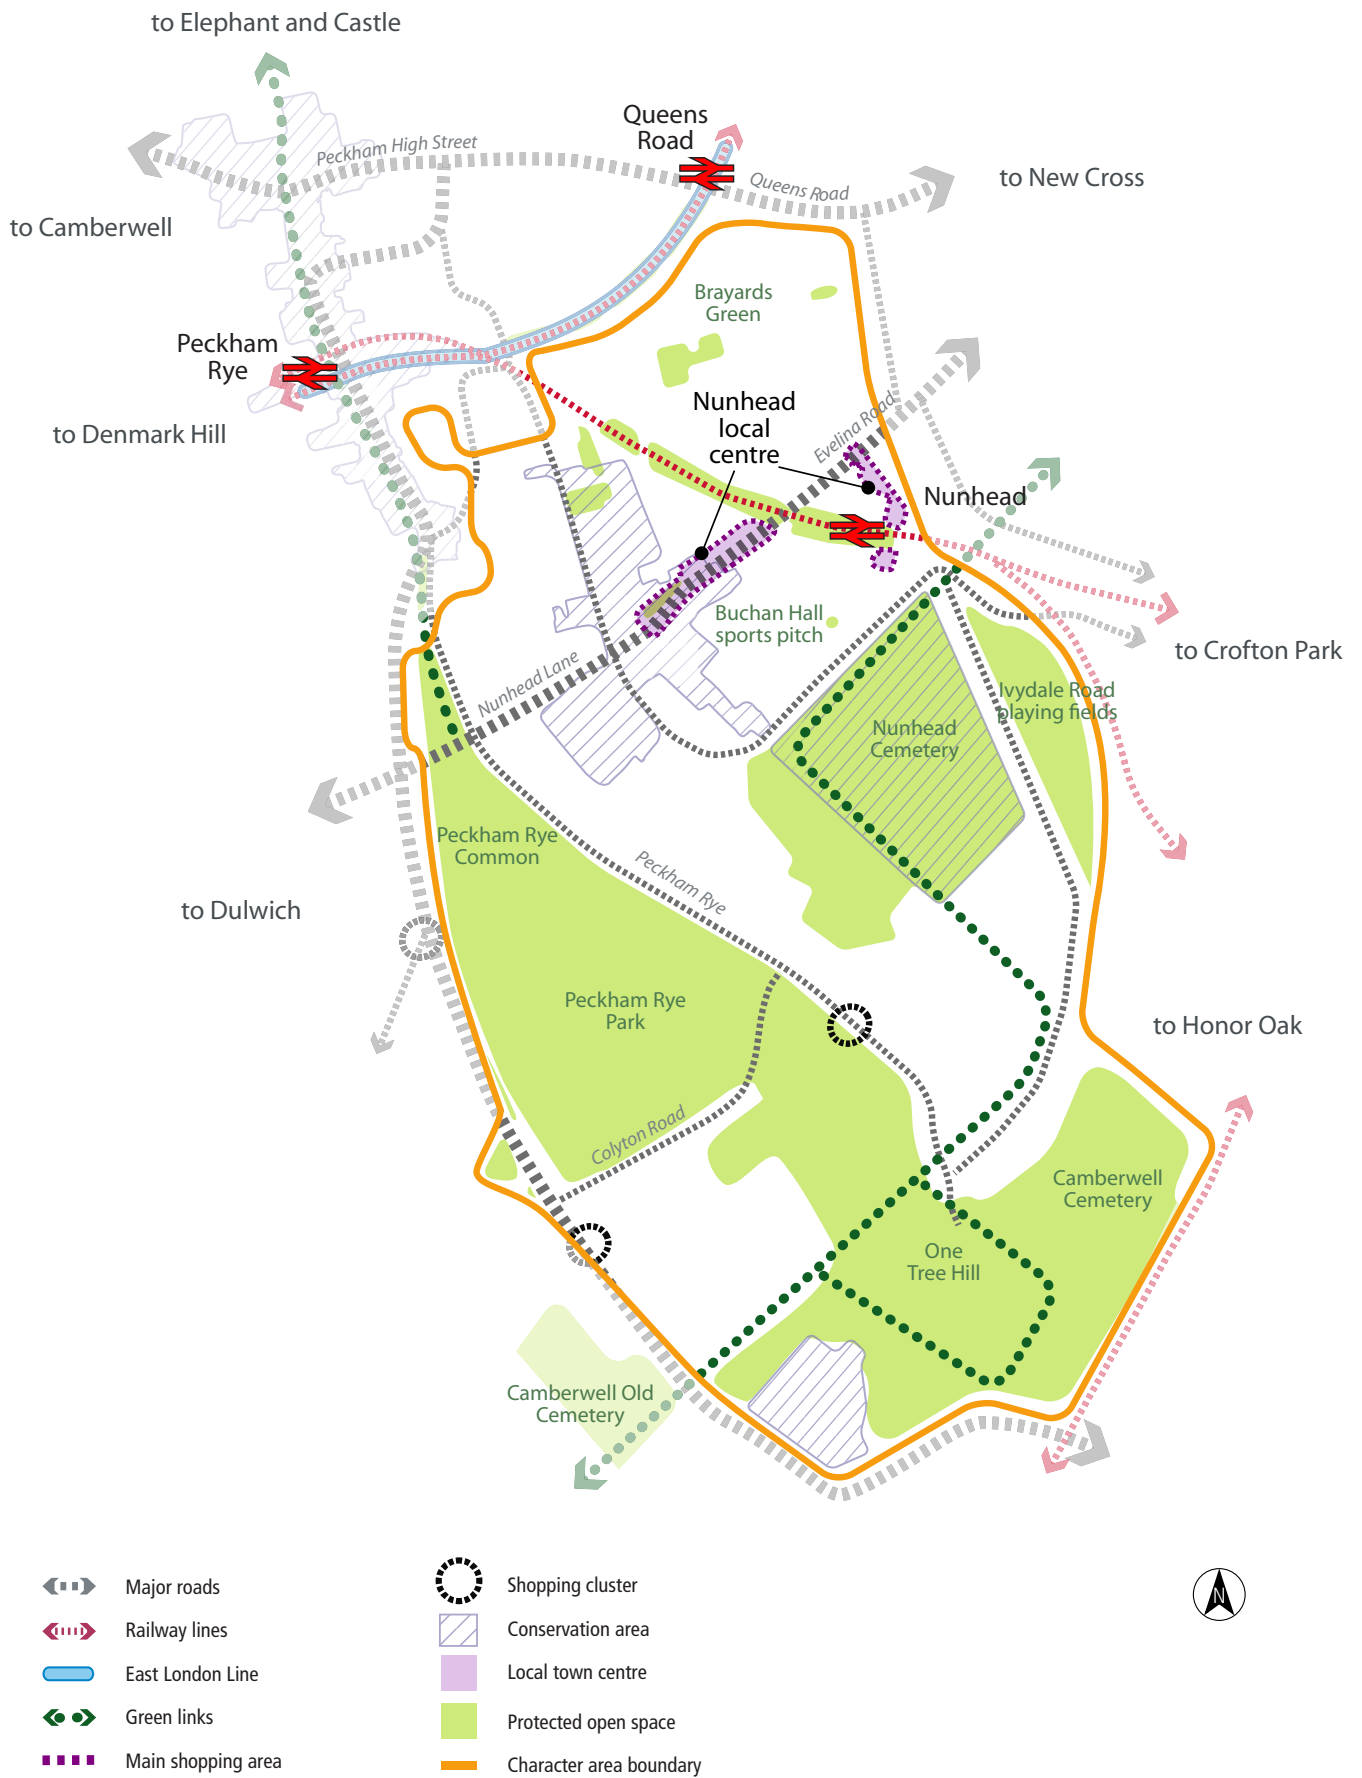 to Elephant and Castle
Queens
Road
Peckham High Street
Queens Road
to New Cross
to Camberwell
Brayards
Green
Peckham
Rye
Nunhead
local
centre
Evelina Road
to Denmark Hill
Nunhead
Buchan Hall
sports pitch
to Crofton Park
Nunhead Lane
Ivydale Road
playing fields
Nunhead
Cemetery
Peckham Rye
Common
Peckham Rye
to Dulwich
Peckham Rye
Park
to Honor Oak
Colyton Road
Camberwell
Cemetery
One
Tree Hill
Camberwell Old
Cemetery
Major roads
Railway lines
East London Line
Green links
Main shopping area
Shopping cluster
Conservation area
Local town centre
Protected open space
Character area boundary
N